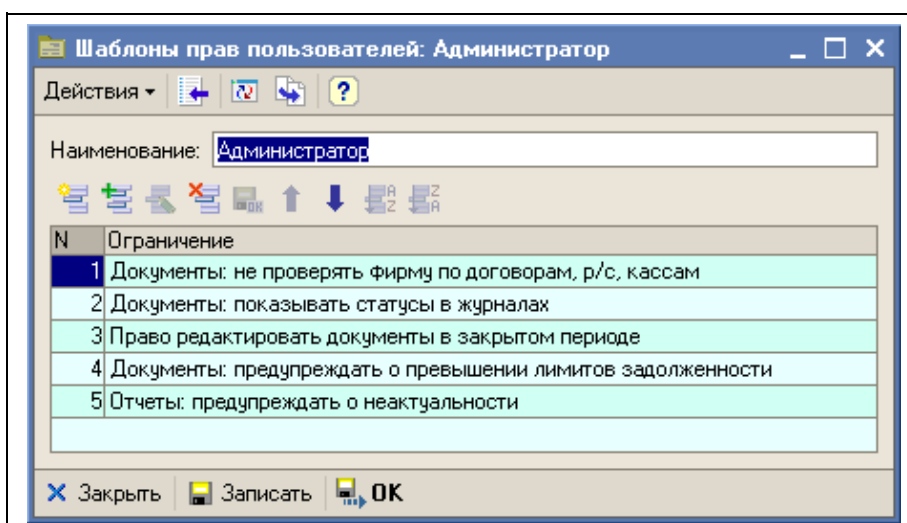 Шаблоны прав пользователей: Администратор
Действия
Наименование: Администратор
N Ограничение
1 Документы: не проверять фирму по договорам, р/с, кассам
2 Документы: показывать статусы в журналах
3 Право редактировать документы в закрытом периоде
4 Документы: предупреждать о превышении лимитов задолженности
5 Отчеты: предупреждать о неактуальности
Закрыть Записать OK